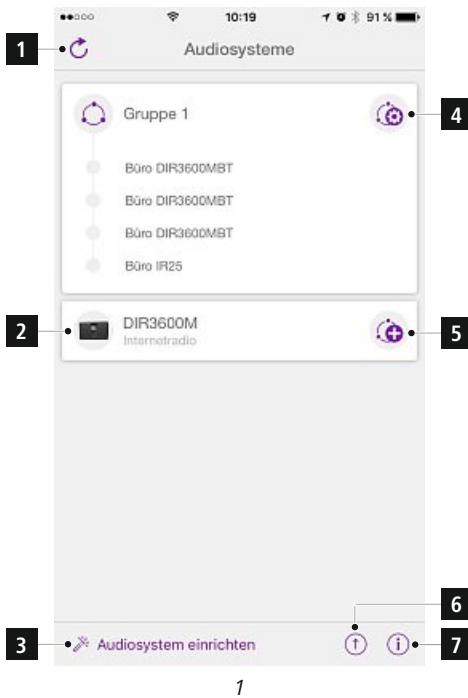 10:19 91 %
1 Audiosysteme
Gruppe 1 4
Büro DIR3600MBT
Büro DIR3600MBT
Büro DIR3600MBT
Büro IR25
2 DIR3600M 5
Internetradio
6
3 Audiosystem einrichten 7
1